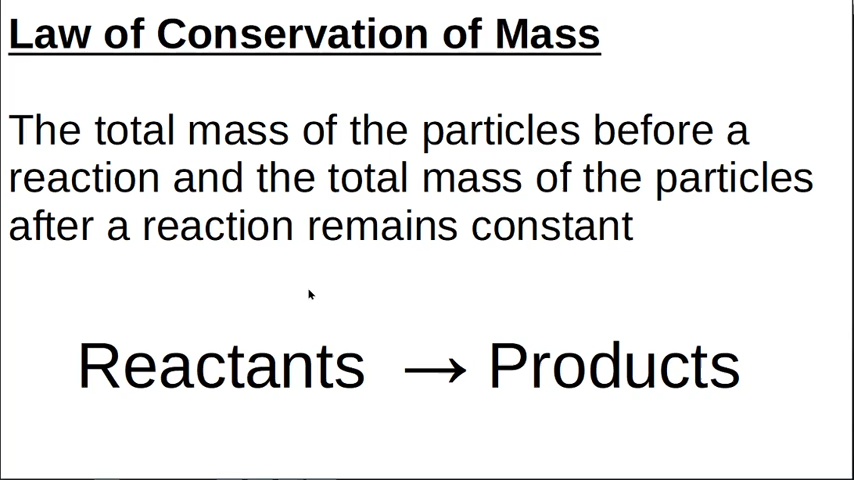 Law of Conservation of Mass
The total mass of the particles before a
reaction and the total mass of the particles
after a reaction remains constant
Reactants → Products